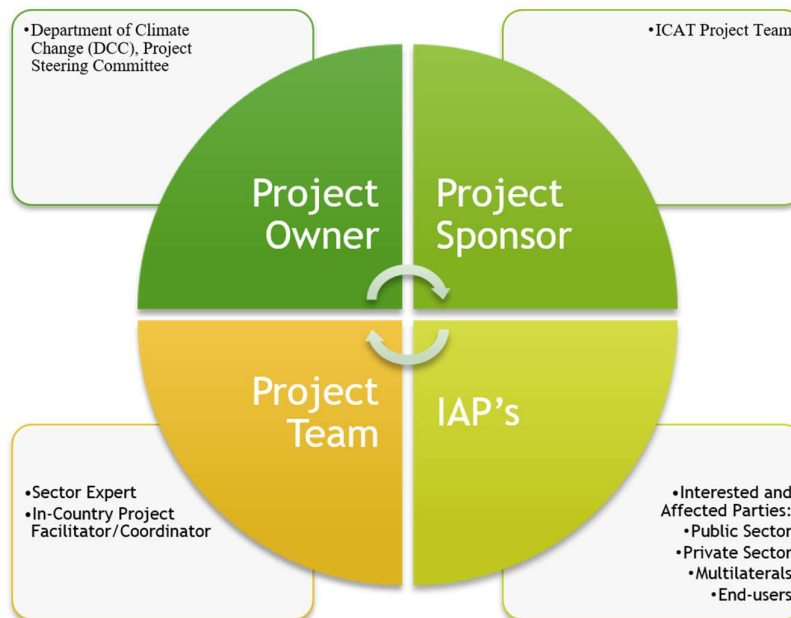 •Department of Climate
Change (DCC), Project
Steering Committee
•ICAT Project Team
Project
Owner
Project
Sponsor
Project
Team
IAP’s
•Sector Expert
•In-Country Project
Facilitator/Coordinator
•Interested and
Affected Parties:
•Public Sector
•Private Sector
•Multilaterals
•End-users